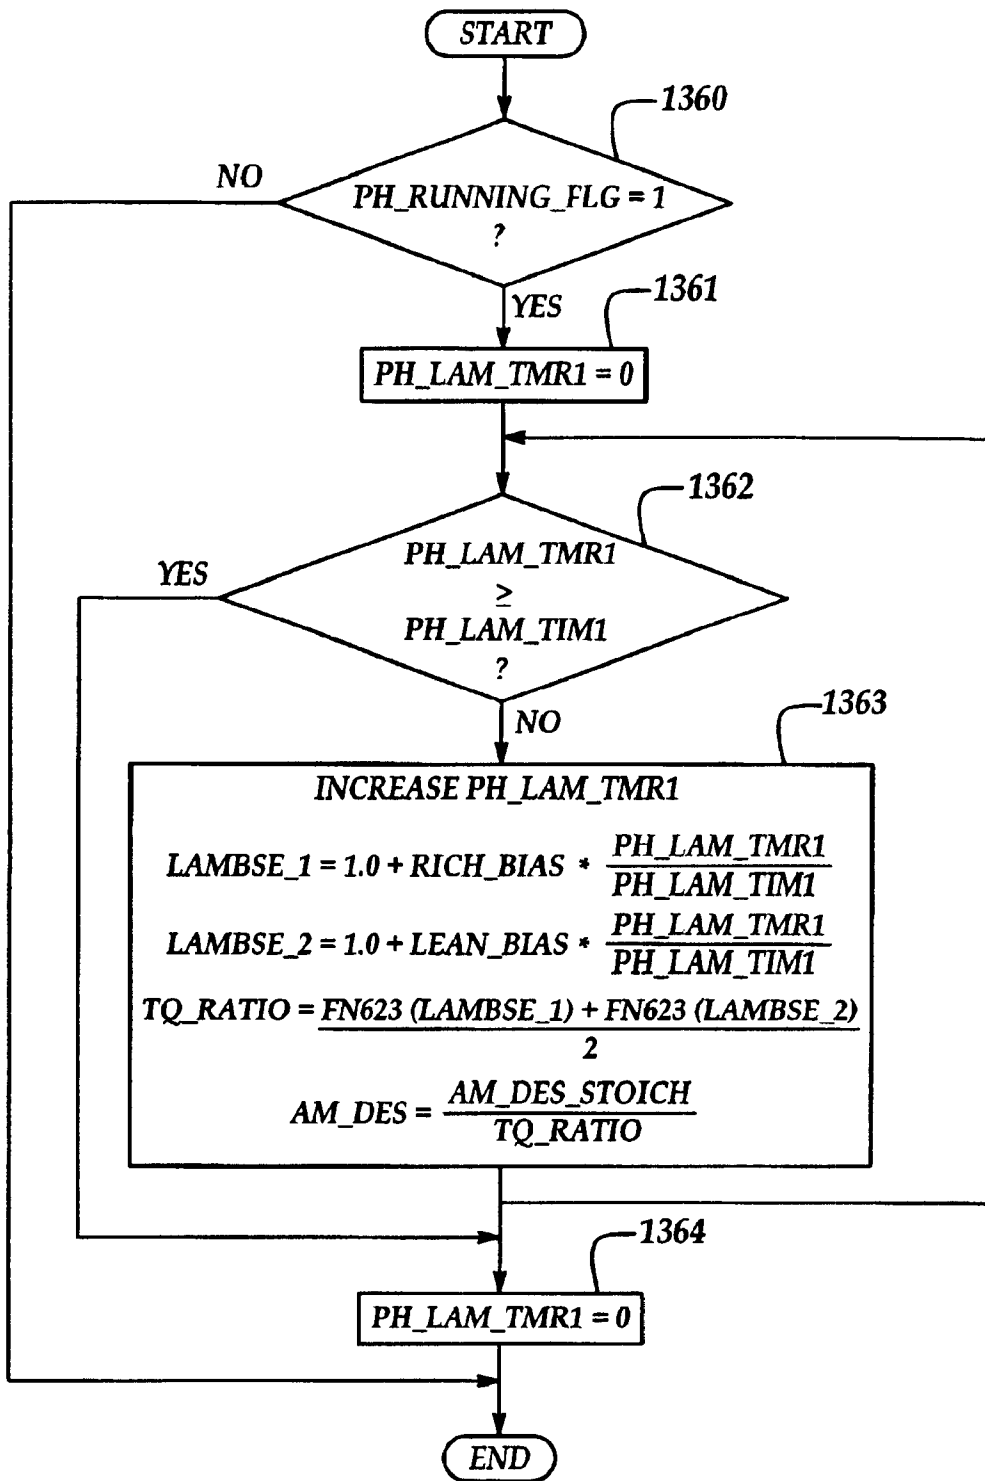 START
1360
NO
PH_RUNNING_FLG = 1
?
YES
1361
PH_LAM_TMR1 = 0
1362
YES
PH_LAM_TMR1
≥
PH_LAM_TIM1
?
NO
1363
INCREASE PH_LAM_TMR1
LAMBSE_1 = 1.0 + RICH_BIAS * PH_LAM_TMR1
PH_LAM_TIM1
LAMBSE_2 = 1.0 + LEAN_BIAS * PH_LAM_TMR1
PH_LAM_TIM1
TQ_RATIO = FN623 (LAMBSE_1) + FN623 (LAMBSE_2)
2
AM_DES = AM_DES_STOICH
TQ_RATIO
1364
PH_LAM_TMR1 = 0
END